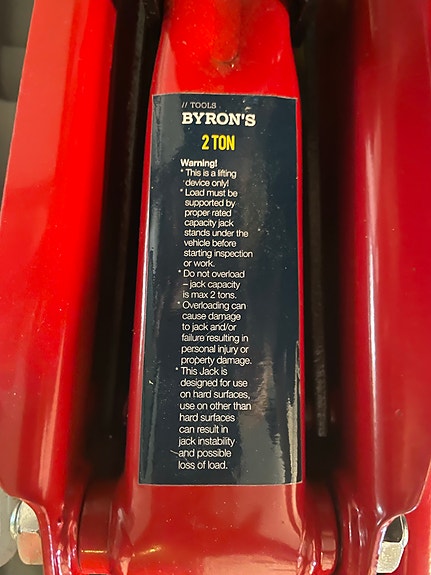 // TOOLS
BYRON'S
2 TON
Warning!
* This is a lifting
device only!
* Load must be
supported by
proper rated
capacity jack
stands under the
vehicle before
starting inspection
or work.
* Do not overload
– jack capacity
is max 2 tons.
* Overloading can
cause damage
to jack and/or
failure resulting in
personal injury or
property damage.
* This Jack is
designed for use
on hard surfaces,
use on other than
hard surfaces
can result in
jack instability
and possible
loss of load.